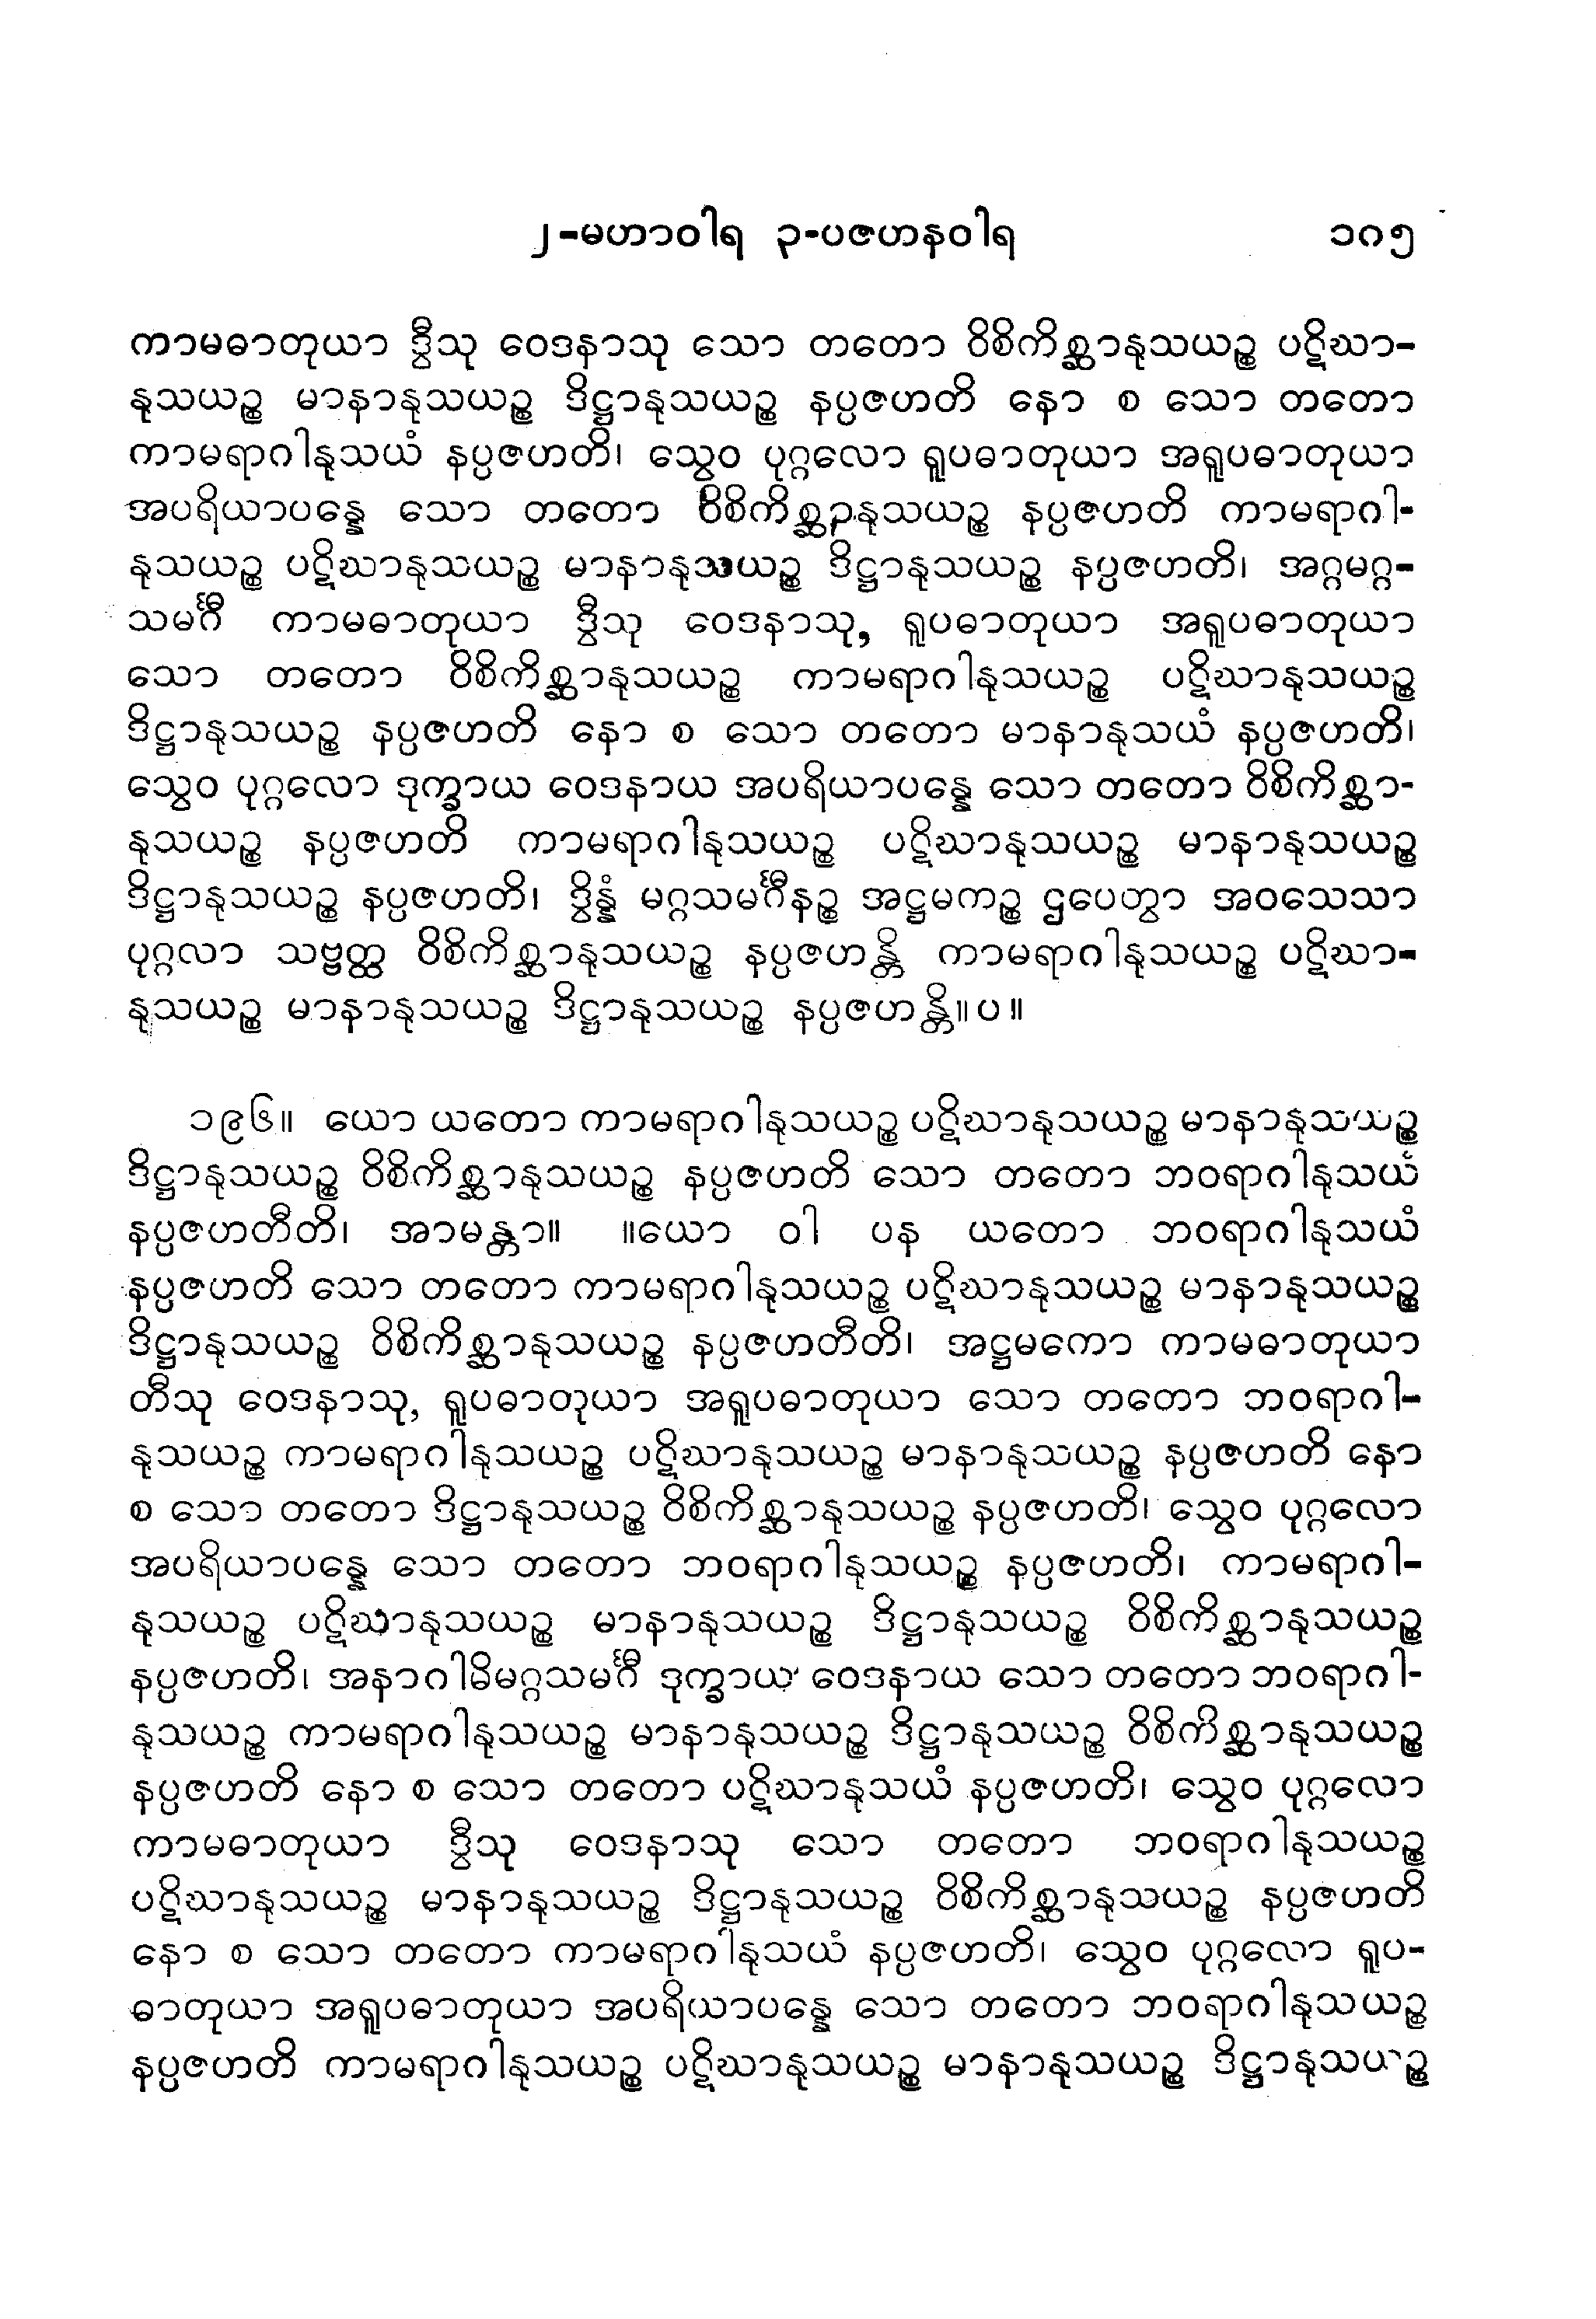 ၂-မဟာဝါရ ၃-ပဇဟနဝါရ ၁၈၅
ကာမဓာတုယာ ဒွီသု ဝေဒနာသု သော တတော ဝိစိကိစ္ဆာနုသယဉ္စ ပဋိဃာ-
နုသယဉ္စ မာနာနုသယဉ္စ ဒိဋ္ဌာနုသယဉ္စ နပ္ပဇဟတိ နော စ သော တတော
ကာမရာဂါနုသယံ နပ္ပဇဟတိ၊ သွေဝ ပုဂ္ဂလော ရူပဓာတုယာ အရူပဓာတုယာ
အပရိယာပန္နေ သော တတော ဝိစိကိစ္ဆာနုသယဉ္စ နပ္ပဇဟတိ ကာမရာဂါ-
နုသယဉ္စ ပဋိဃာနုသယဉ္စ မာနာနုသယဉ္စ ဒိဋ္ဌာနုသယဉ္စ နပ္ပဇဟတိ၊ အဂ္ဂမဂ္ဂ-
သမင်္ဂီ ကာမဓာတုယာ ဒွီသု ဝေဒနာသု, ရူပဓာတုယာ အရူပဓာတုယာ
သော တတော ဝိစိကိစ္ဆာနုသယဉ္စ ကာမရာဂါနုသယဉ္စ ပဋိဃာနုသယဉ္စ
ဒိဋ္ဌာနုသယဉ္စ နပ္ပဇဟတိ နော စ သော တတော မာနာနုသယံ နပ္ပဇဟတိ၊
သွေဝ ပုဂ္ဂလော ဒုက္ခာယ ဝေဒနာယ အပရိယာပန္နေ သော တတော ဝိစိကိစ္ဆာ-
နုသယဉ္စ နပ္ပဇဟတိ ကာမရာဂါနုသယဉ္စ ပဋိဃာနုသယဉ္စ မာနာနုသယဉ္စ
ဒိဋ္ဌာနုသယဉ္စ နပ္ပဇဟတိ၊ ဒွိန္နံ မဂ္ဂသမင်္ဂီနဉ္စ အဋ္ဌမကဉ္စ ဌပေတွာ အဝသေသာ
ပုဂ္ဂလာ သဗ္ဗတ္ထ ဝိစိကိစ္ဆာနုသယဉ္စ နပ္ပဇဟန္တိ ကာမရာဂါနုသယဉ္စ ပဋိဃာ-
နုသယဉ္စ မာနာနုသယဉ္စ ဒိဋ္ဌာနုသယဉ္စ နပ္ပဇဟန္တိ။ပ။
၁၉၆။ ယော ယတော ကာမရာဂါနုသယဉ္စ ပဋိဃာနုသယဉ္စ မာနာနုသယဉ္စ
ဒိဋ္ဌာနုသယဉ္စ ဝိစိကိစ္ဆာနုသယဉ္စ နပ္ပဇဟတိ သော တတော ဘဝရာဂါနုသယံ
နပ္ပဇဟတီတိ၊ အာမန္တာ။ ။ယော ဝါ ပန ယတော ဘဝရာဂါနုသယံ
နပ္ပဇဟတိ သော တတော ကာမရာဂါနုသယဉ္စ ပဋိဃာနုသယဉ္စ မာနာနုသယဉ္စ
ဒိဋ္ဌာနုသယဉ္စ ဝိစိကိစ္ဆာနုသယဉ္စ နပ္ပဇဟတီတိ၊ အဋ္ဌမကော ကာမဓာတုယာ
တီသု ဝေဒနာသု, ရူပဓာတုယာ အရူပဓာတုယာ သော တတော ဘဝရာဂါ-
နုသယဉ္စ ကာမရာဂါနုသယဉ္စ ပဋိဃာနုသယဉ္စ မာနာနုသယဉ္စ နပ္ပဇဟတိ နော
စ သော တတော ဒိဋ္ဌာနုသယဉ္စ ဝိစိကိစ္ဆာနုသယဉ္စ နပ္ပဇဟတိ၊ သွေဝ ပုဂ္ဂလော
အပရိယာပန္နေ သော တတော ဘဝရာဂါနုသယဉ္စ နပ္ပဇဟတိ၊ ကာမရာဂါ-
နုသယဉ္စ ပဋိဃာနုသယဉ္စ မာနာနုသယဉ္စ ဒိဋ္ဌာနုသယဉ္စ ဝိစိကိစ္ဆာနုသယဉ္စ
နပ္ပဇဟတိ၊ အနာဂါမိမဂ္ဂသမင်္ဂီ ဒုက္ခာယ ဝေဒနာယ သော တတော ဘဝရာဂါ-
နုသယဉ္စ ကာမရာဂါနုသယဉ္စ မာနာနုသယဉ္စ ဒိဋ္ဌာနုသယဉ္စ ဝိစိကိစ္ဆာနုသယဉ္စ
နပ္ပဇဟတိ နော စ သော တတော ပဋိဃာနုသယံ နပ္ပဇဟတိ၊ သွေဝ ပုဂ္ဂလော
ကာမဓာတုယာ ဒွီသု ဝေဒနာသု သော တတော ဘဝရာဂါနုသယဉ္စ
ပဋိဃာနုသယဉ္စ မာနာနုသယဉ္စ ဒိဋ္ဌာနုသယဉ္စ ဝိစိကိစ္ဆာနုသယဉ္စ နပ္ပဇဟတိ
နော စ သော တတော ကာမရာဂါနုသယံ နပ္ပဇဟတိ၊ သွေဝ ပုဂ္ဂလော ရူပ-
ဓာတုယာ အရူပဓာတုယာ အပရိယာပန္နေ သော တတော ဘဝရာဂါနုသယဉ္စ
နပ္ပဇဟတိ ကာမရာဂါနုသယဉ္စ ပဋိဃာနုသယဉ္စ မာနာနုသယဉ္စ ဒိဋ္ဌာနုသယဉ္စ